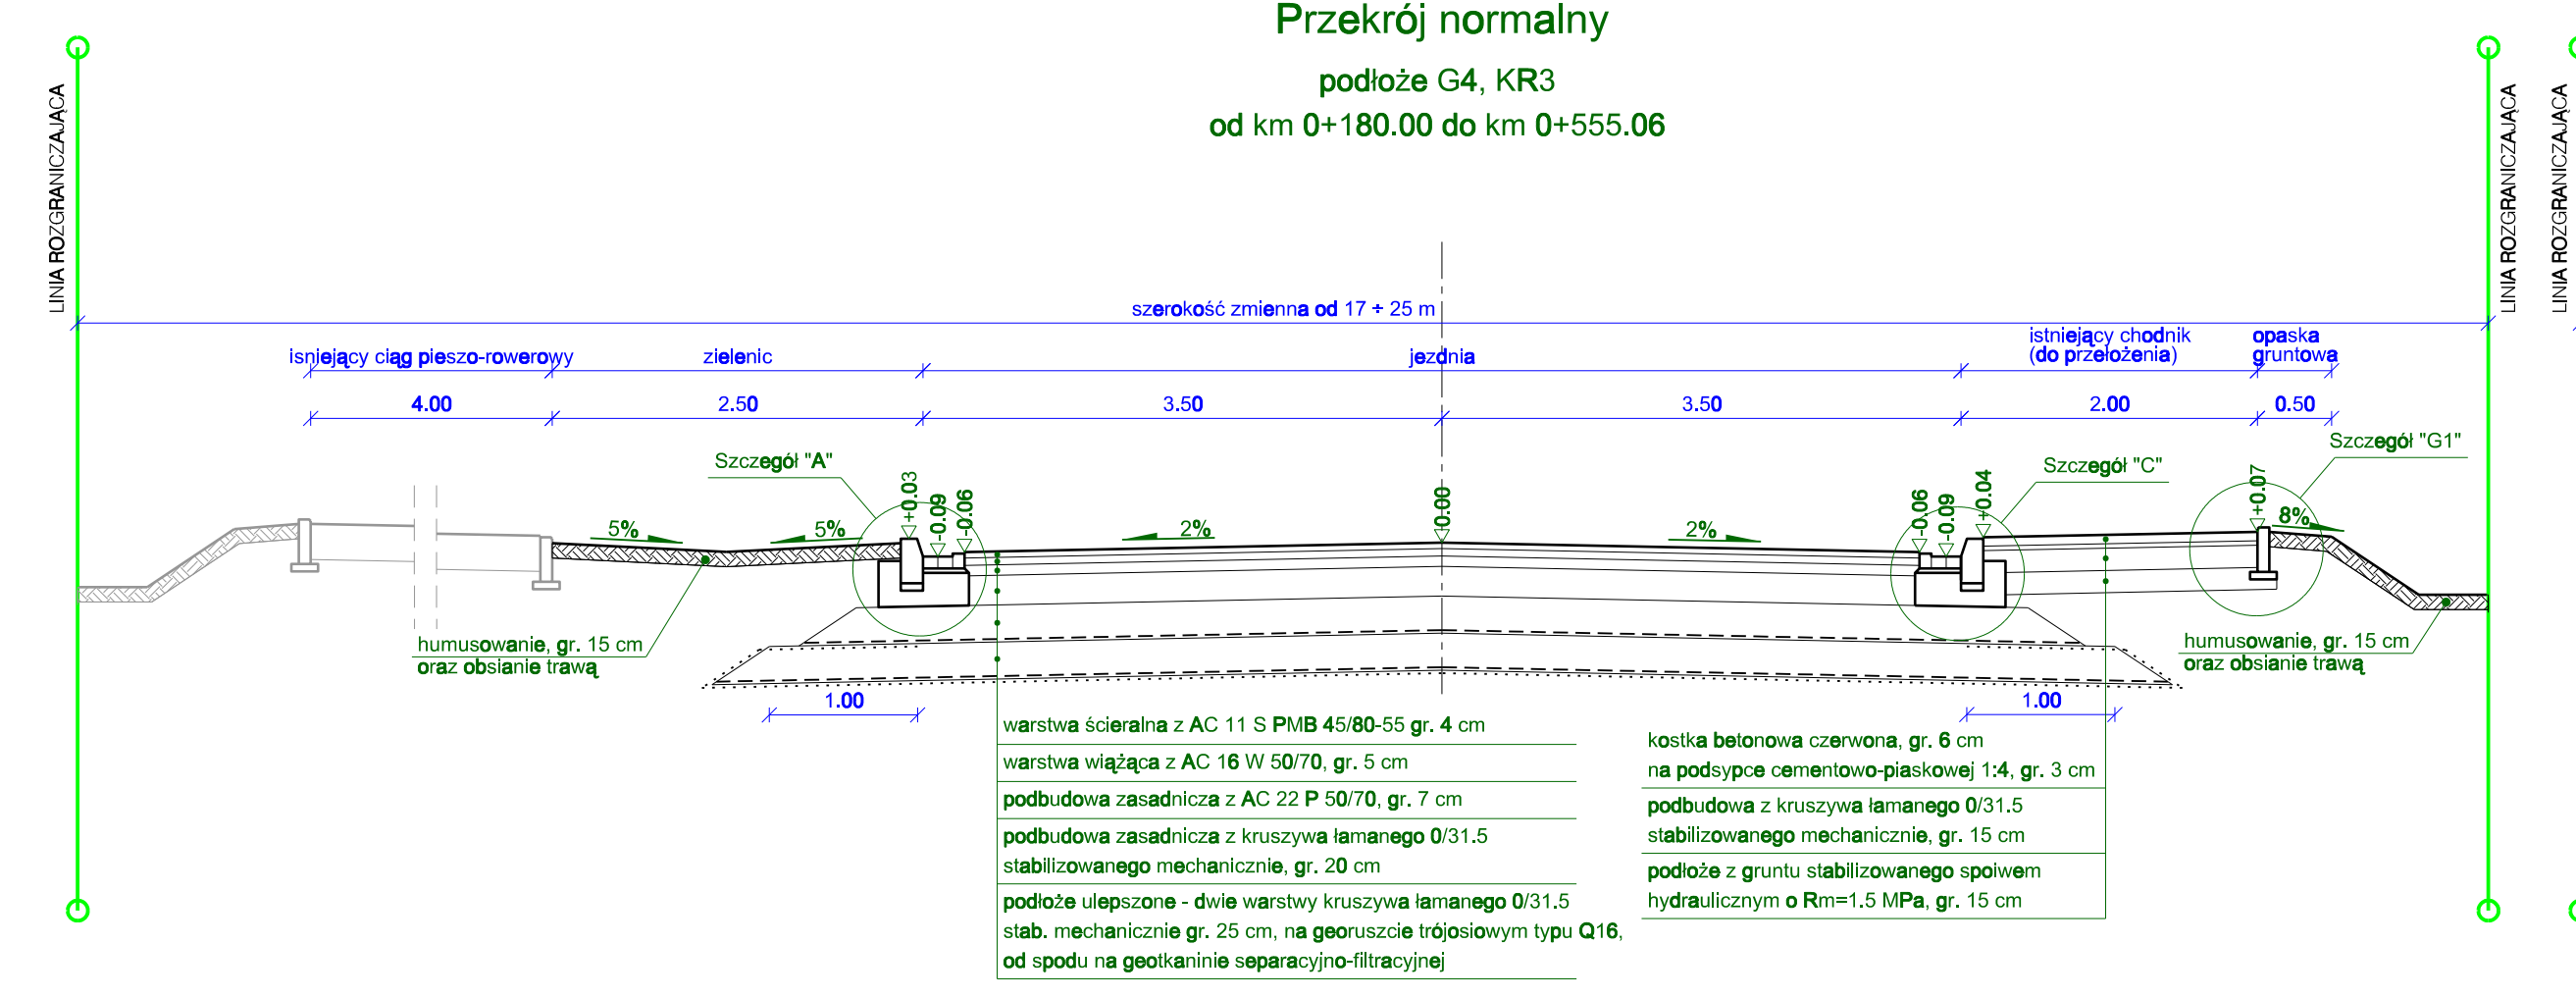 Przekrój normalny
podłoże G4, KR3
od km 0+180.00 do km 0+555.06
LINIA ROZGRANICZAJĄCA
LINIA ROZGRANICZAJĄCA
LINIA ROZGRANICZAJĄCA
szerokość zmienna od 17 ÷ 25 m
isniejący ciąg pieszo-rowerowy
zielenic
jezdnia
istniejący chodnik
(do przełożenia)
opaska
gruntowa
4.00
2.50
3.50
3.50
2.00
0.50
Szczegół "A"
Szczegół "C"
Szczegół "G1"
+0.03
-0.09
-0.06
0.00
-0.06
-0.09
+0.04
+0.07
5%
5%
2%
2%
8%
humusowanie, gr. 15 cm
oraz obsianie trawą
humusowanie, gr. 15 cm
oraz obsianie trawą
1.00
1.00
warstwa ścieralna z AC 11 S PMB 45/80-55 gr. 4 cm
warstwa wiążąca z AC 16 W 50/70, gr. 5 cm
podbudowa zasadnicza z AC 22 P 50/70, gr. 7 cm
podbudowa zasadnicza z kruszywa łamanego 0/31.5
stabilizowanego mechanicznie, gr. 20 cm
podłoże ulepszone - dwie warstwy kruszywa łamanego 0/31.5
stab. mechanicznie gr. 25 cm, na georuszcie trójosiowym typu Q16,
od spodu na geotkaninie separacyjno-filtracyjnej
kostka betonowa czerwona, gr. 6 cm
na podsypce cementowo-piaskowej 1:4, gr. 3 cm
podbudowa z kruszywa łamanego 0/31.5
stabilizowanego mechanicznie, gr. 15 cm
podłoże z gruntu stabilizowanego spoiwem
hydraulicznym o Rm=1.5 MPa, gr. 15 cm